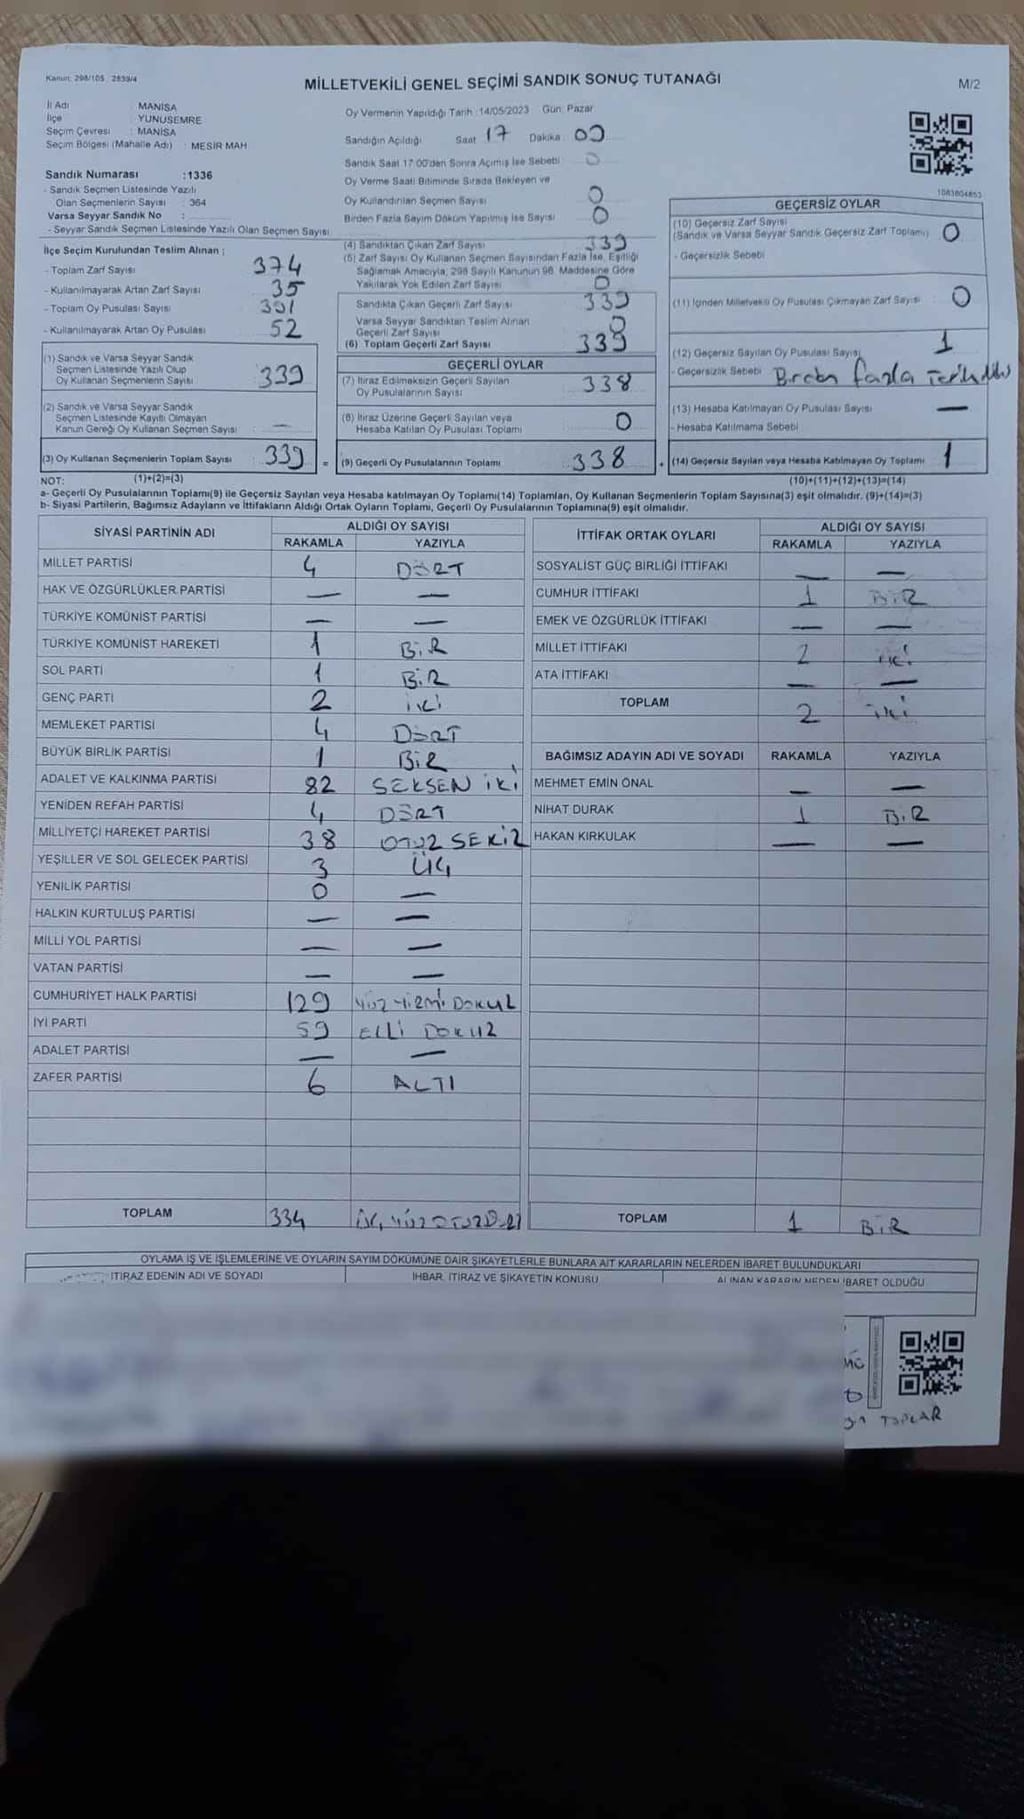 Kanun: 298/105 2839/4
MİLLETVEKİLİ GENEL SEÇİMİ SANDIK SONUÇ TUTANAĞI
M/2
İl Adı : MANİSA
İlçe YUNUSEMRE
Seçim Çevresi : MANİSA
Seçim Bölgesi (Mahalle Adı) : MESİR MAH
Sandık Numarası :1336
- Sandık Seçmen Listesinde Yazılı
Olan Seçmenlerin Sayısı : 364
Varsa Seyyar Sandık No :
- Seyyar Sandık Seçmen Listesinde Yazılı Olan Seçmen Sayısı
İlçe Seçim Kurulundan Teslim Alınan ;
- Toplam Zarf Sayısı 374
- Kullanılmayarak Artan Zarf Sayısı 35
- Toplam Oy Pusulası Sayısı 391
- Kullanılmayarak Artan Oy Pusulası 52
(1) Sandık ve Varsa Seyyar Sandık
Seçmen Listesinde Yazılı Olup
Oy Kullanan Seçmenlerin Sayısı 339
(2) Sandık ve Varsa Seyyar Sandık
Seçmen Listesinde Kayıtlı Olmayan
Kanun Gereği Oy Kullanan Seçmen Sayısı —
(3) Oy Kullanan Seçmenlerin Toplam Sayısı 339 =
Oy Vermenin Yapıldığı Tarih :14/05/2023 Gün: Pazar
Sandığın Açıldığı Saat 17 Dakika 00
Sandık Saat 17:00'den Sonra Açımış İse Sebebi 0
Oy Verme Saati Bitiminde Sırada Bekleyen ve
Oy Kullandırılan Seçmen Sayısı 0
Birden Fazla Sayım Döküm Yapılmış İse Sayısı 0
(4) Sandıktan Çıkan Zarf Sayısı 339
(5) Zarf Sayısı Oy Kullanan Seçmen Sayısından Fazla İse, Eşitliği
Sağlamak Amacıyla, 298 Sayılı Kanunun 98. Maddesine Göre
Yakılarak Yok Edilen Zarf Sayısı 0
Sandıkta Çıkan Geçerli Zarf Sayısı 339
Varsa Seyyar Sandıktan Teslim Alınan
Geçerli Zarf Sayısı 0
(6) Toplam Geçerli Zarf Sayısı 339
GEÇERLİ OYLAR
(7) İtiraz Edilmeksizin Geçerli Sayılan
Oy Pusulalarının Sayısı 338
(8) İtiraz Üzerine Geçerli Sayılan veya
Hesaba Katılan Oy Pusulası Toplamı 0
(9) Geçerli Oy Pusulalarının Toplamı 338 +
1083804853
GEÇERSİZ OYLAR
(10) Geçersiz Zarf Sayısı
(Sandık ve Varsa Seyyar Sandık Geçersiz Zarf Toplamı) 0
- Geçersizlik Sebebi
(11) İçinden Milletvekili Oy Pusulası Çıkmayan Zarf Sayısı 0
(12) Geçersiz Sayılan Oy Pusulası Sayısı 1
- Geçersizlik Sebebi fazla
(13) Hesaba Katılmayan Oy Pusulası Sayısı —
- Hesaba Katılmama Sebebi
(14) Geçersiz Sayılan veya Hesaba Katılmayan Oy Toplamı 1
NOT: (1)+(2)=(3) (10)+(11)+(12)+(13)=(14)
a- Geçerli Oy Pusulalarının Toplamı(9) ile Geçersiz Sayılan veya Hesaba katılmayan Oy Toplamı(14) Toplamları, Oy Kullanan Seçmenlerin Toplam Sayısına(3) eşit olmalıdır. (9)+(14)=(3)
b- Siyasi Partilerin, Bağımsız Adayların ve İttifakların Aldığı Ortak Oyların Toplamı, Geçerli Oy Pusulalarının Toplamına(9) eşit olmalıdır.
SİYASİ PARTİNİN ADI ALDIĞI OY SAYISI
RAKAMLA YAZIYLA
MİLLET PARTİSİ 4 DÖRT
HAK VE ÖZGÜRLÜKLER PARTİSİ — —
TÜRKİYE KOMÜNİST PARTİSİ — —
TÜRKİYE KOMÜNİST HAREKETİ 1 BİR
SOL PARTİ 1 BİR
GENÇ PARTİ 2 iki
MEMLEKET PARTİSİ 4 DÖRT
BÜYÜK BİRLİK PARTİSİ 1 BİR
ADALET VE KALKINMA PARTİSİ 82 SEKSEN iKi
YENİDEN REFAH PARTİSİ 4 DÖRT
MİLLİYETÇİ HAREKET PARTİSİ 38 OTUZ SEKİZ
YEŞİLLER VE SOL GELECEK PARTİSİ 3 ÜÇ
YENİLİK PARTİSİ 0 —
HALKIN KURTULUŞ PARTİSİ — —
MİLLİ YOL PARTİSİ — —
VATAN PARTİSİ — —
CUMHURİYET HALK PARTİSİ 129 YÜZ YİRMİ DOKUZ
İYİ PARTİ 59 ELLİ DOKUZ
ADALET PARTİSİ — —
ZAFER PARTİSİ 6 ALTI
TOPLAM 334 ÜÇ YÜZ OTUZ DÖRT
İTTİFAK ORTAK OYLARI ALDIĞI OY SAYISI
RAKAMLA YAZIYLA
SOSYALİST GÜÇ BİRLİĞİ İTTİFAKI — —
CUMHUR İTTİFAKI 1 BİR
EMEK VE ÖZGÜRLÜK İTTİFAKI — —
MİLLET İTTİFAKI 2 iki
ATA İTTİFAKI — —
TOPLAM 2 iki
BAĞIMSIZ ADAYIN ADI VE SOYADI RAKAMLA YAZIYLA
MEHMET EMİN ÖNAL — —
NİHAT DURAK 1 BİR
HAKAN KIRKULAK — —
TOPLAM 1 BİR
OYLAMA İŞ VE İŞLEMLERİNE VE OYLARIN SAYIM DÖKÜMÜNE DAİR ŞİKAYETLERLE BUNLARA AİT KARARLARIN NELERDEN İBARET BULUNDUKLARI
İTİRAZ EDENİN ADI VE SOYADI İHBAR, İTİRAZ VE ŞİKAYETİN KONUSU ALINAN KARARIN NEDEN İBARET OLDUĞU
TOPLAR